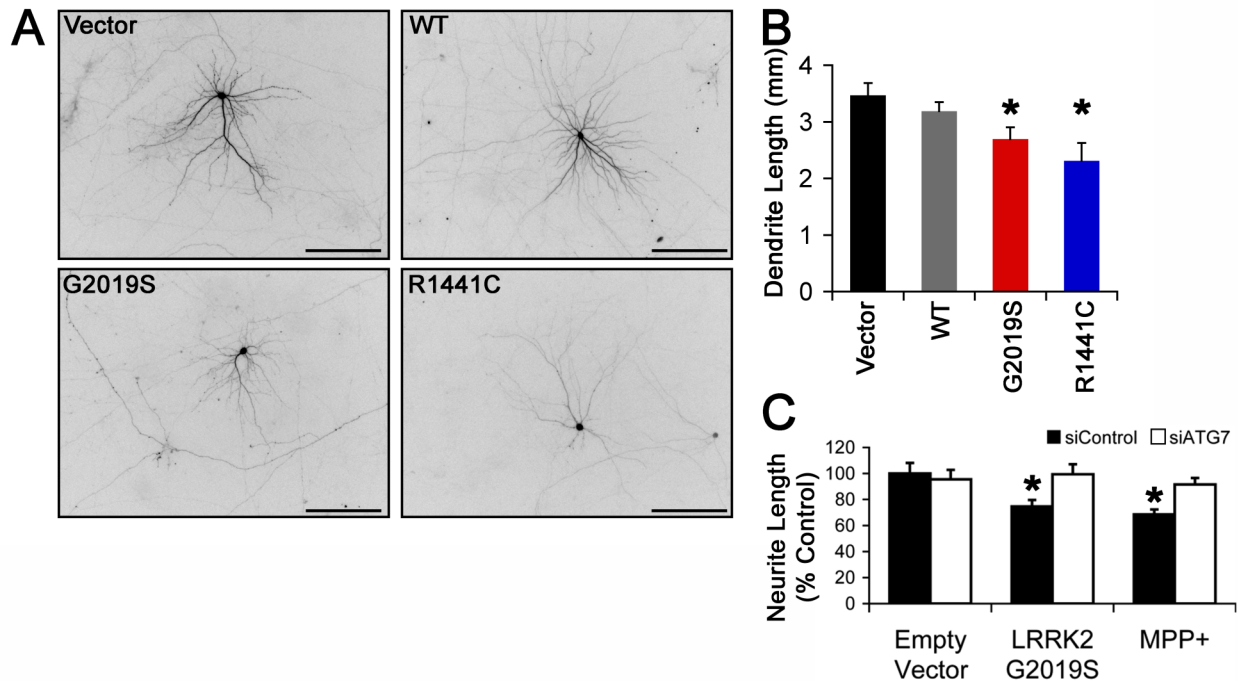 A
Vector
WT
G2019S
R1441C
B
Dendrite Length (mm)
4
3
2
1
0
*
*
Vector
WT
G2019S
R1441C
C
siControl
siATG7
Neurite Length
(% Control)
120
100
80
60
40
20
0
*
*
Empty
Vector
LRRK2
G2019S
MPP+